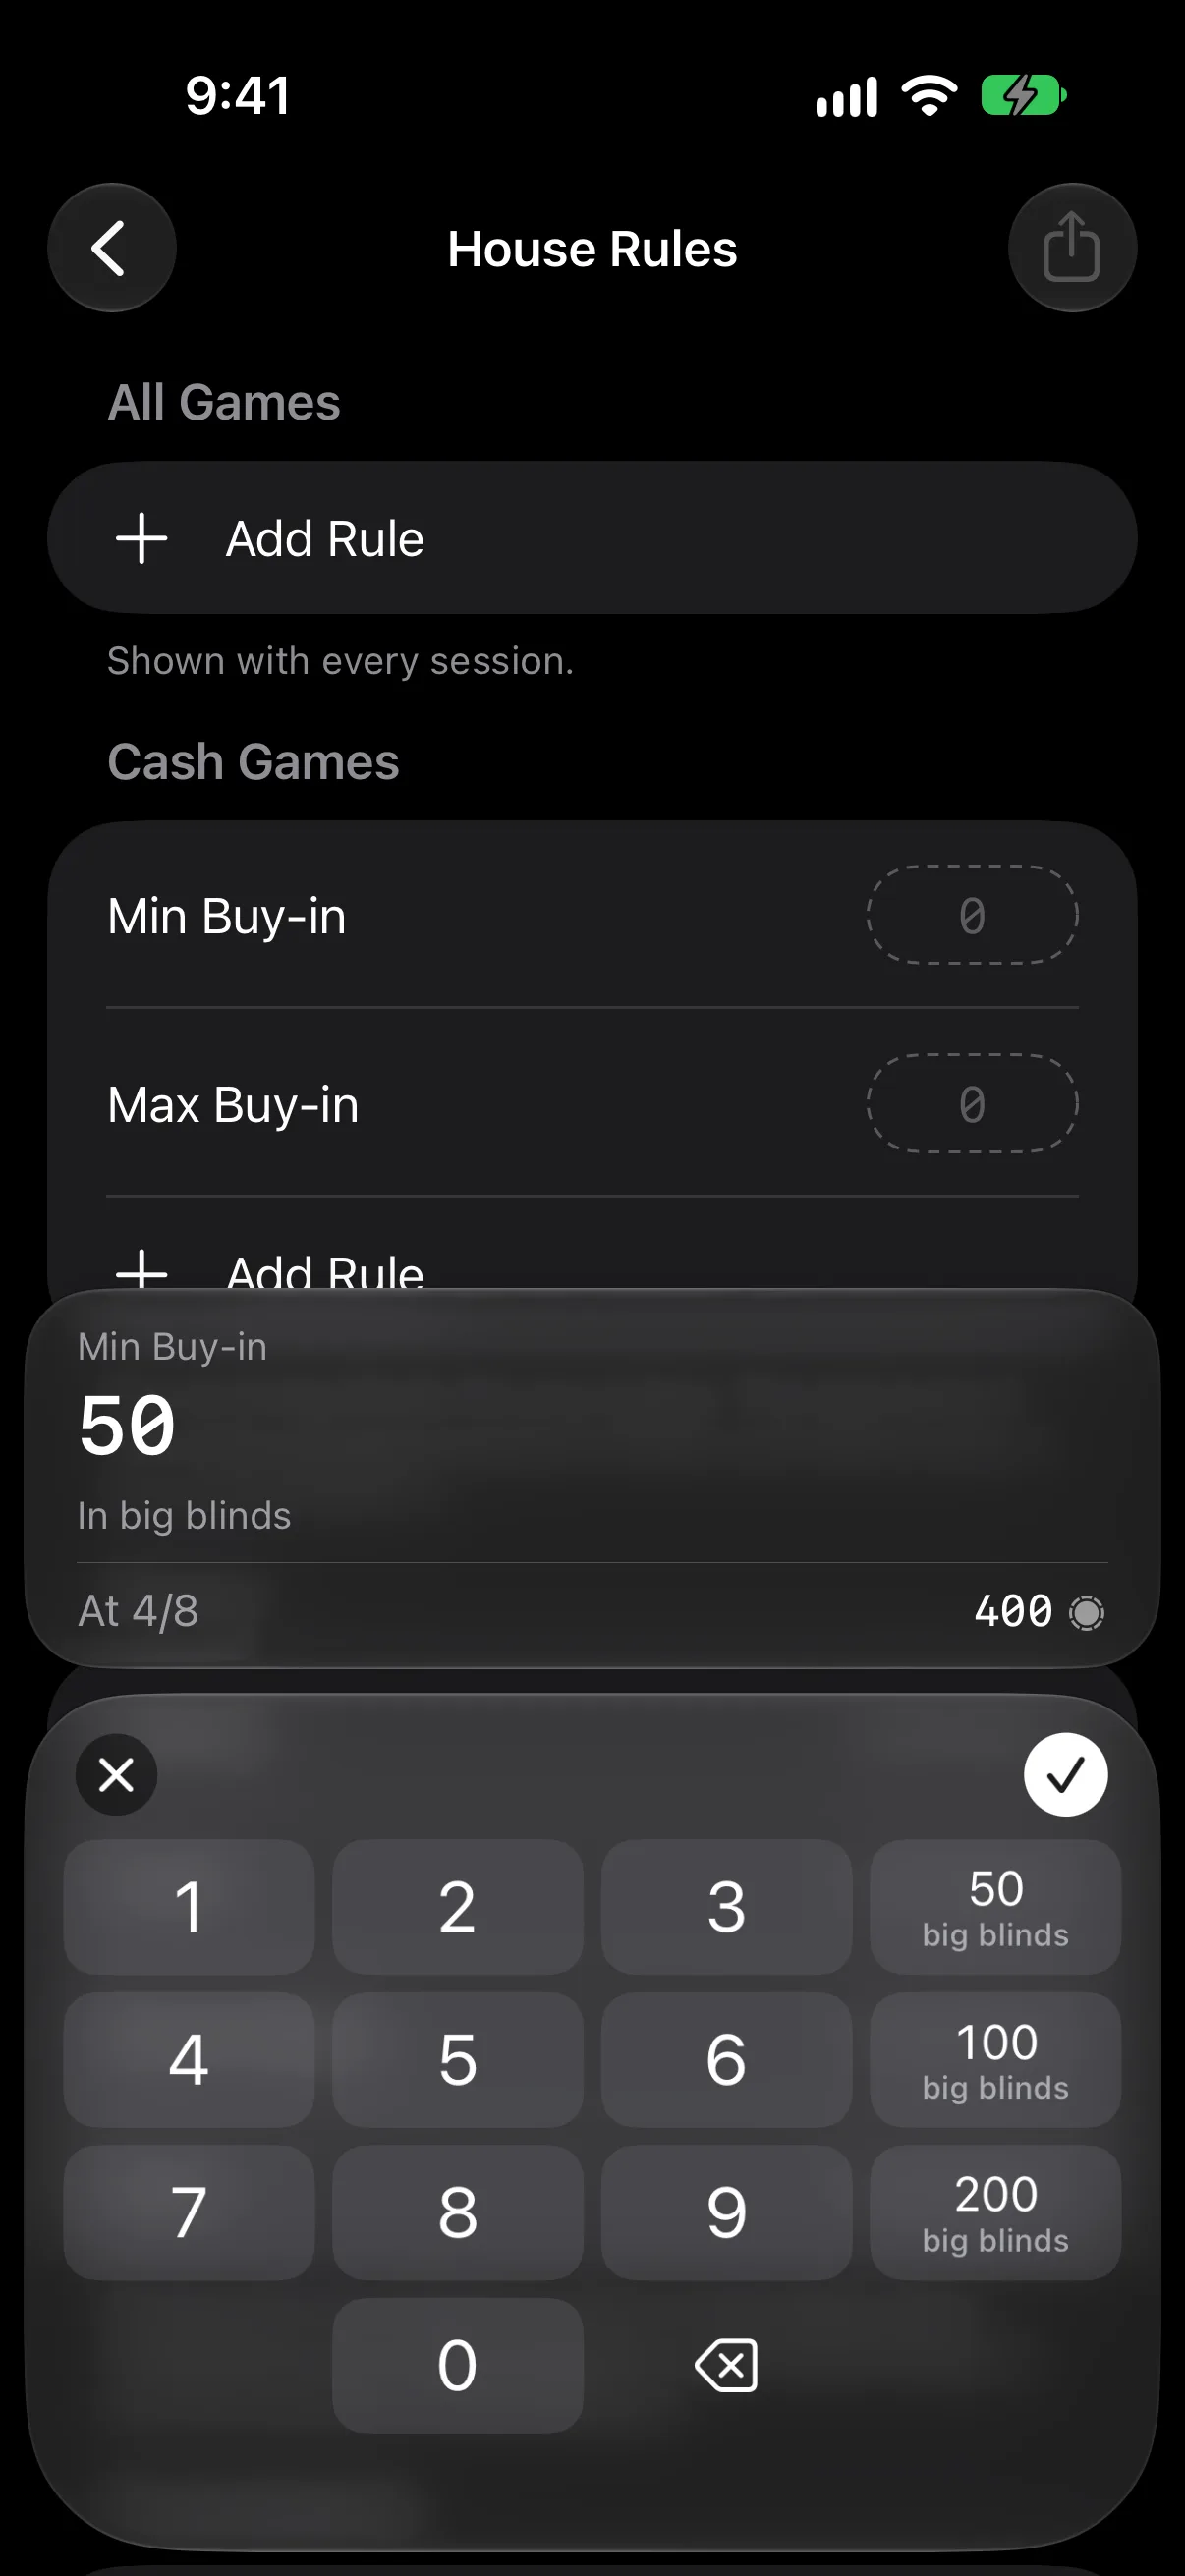 9:41
House Rules
All Games
Add Rule
Shown with every session.
Cash Games
Min Buy-in 0
Max Buy-in 0
Add Rule
Min Buy-in
50
In big blinds
At 4/8 400
1 2 3 50
big blinds
4 5 6 100
big blinds
7 8 9 200
big blinds
0